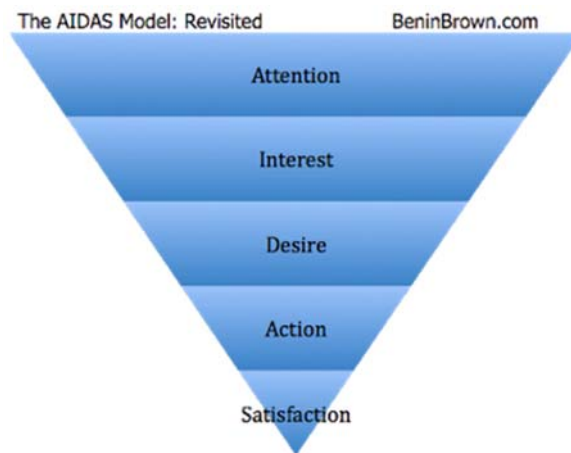 The AIDAS Model: Revisited BeninBrown.com
Attention
Interest
Desire
Action
Satisfaction